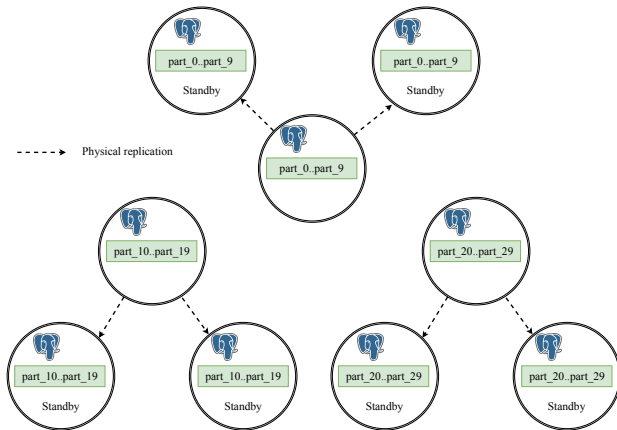 part_0..part_9
part_0..part_9
Standby
Standby
Physical replication
part_0..part_9
part_10..part_19
part_20..part_29
part_10..part_19
part_10..part_19
part_20..part_29
part_20..part_29
Standby
Standby
Standby
Standby